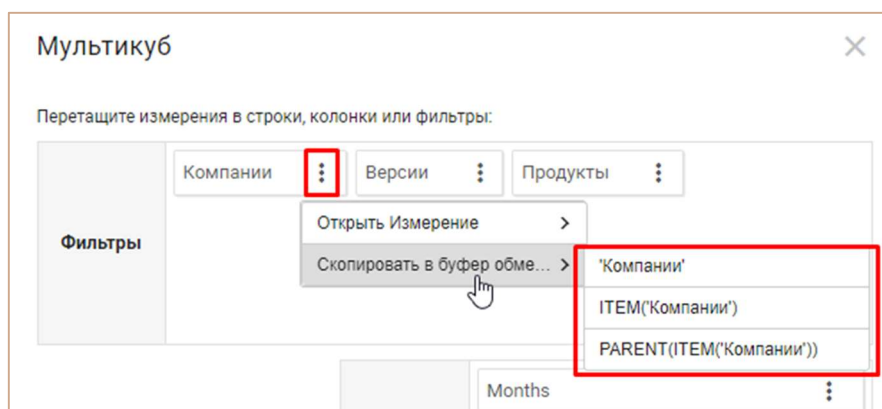 Мультикуб
Перетащите измерения в строки, колонки или фильтры:
Компании Версии Продукты
Открыть Измерение
Фильтры
Скопировать в буфер обме...
'Компании'
ITEM('Компании')
PARENT(ITEM('Компании'))
Months